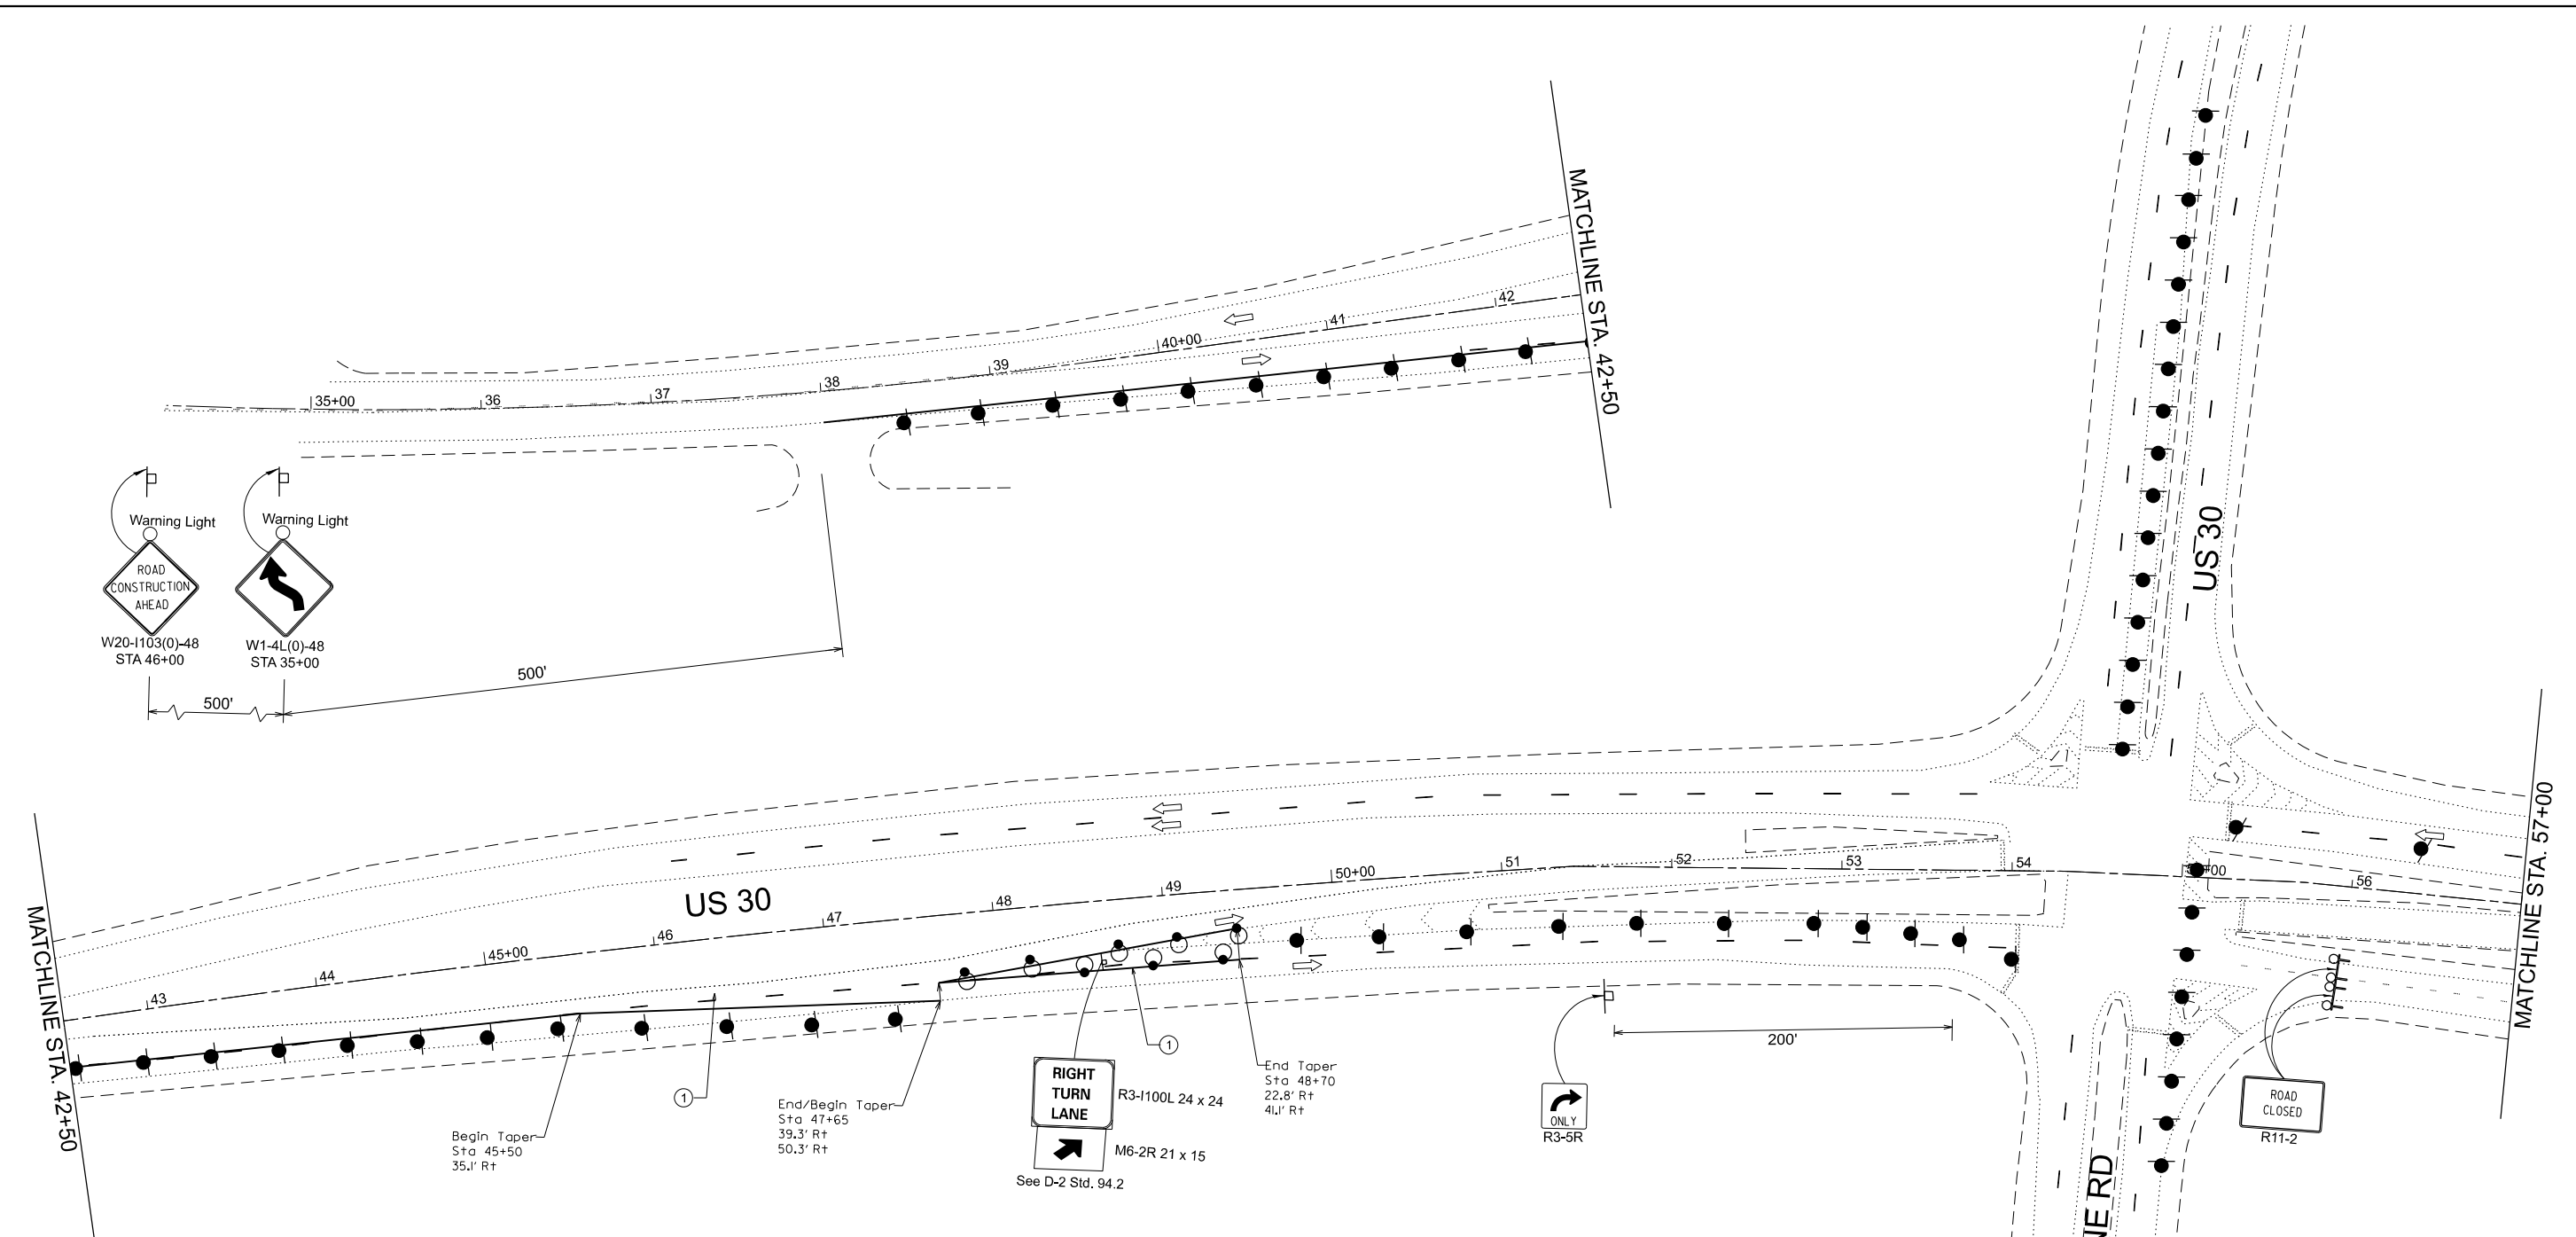 MATCHLINE STA. 42+50
35+00
36
37
38
39
40+00
41
42
Warning Light
ROAD
CONSTRUCTION
AHEAD
W20-I103(0)-48
STA 46+00
Warning Light
W1-4L(0)-48
STA 35+00
500'
500'
US 30
MATCHLINE STA. 42+50
43
44
45+00
46
47
48
49
50+00
51
52
53
54
00
56
US 30
MATCHLINE STA. 57+00
Begin Taper
Sta 45+50
35.1' Rt
1
End/Begin Taper
Sta 47+65
39.3' Rt
50.3' Rt
RIGHT
TURN
LANE
R3-I100L 24 x 24
M6-2R 21 x 15
See D-2 Std. 94.2
1
End Taper
Sta 48+70
22.8' Rt
41.1' Rt
ONLY
R3-5R
200'
NE RD
ROAD
CLOSED
R11-2